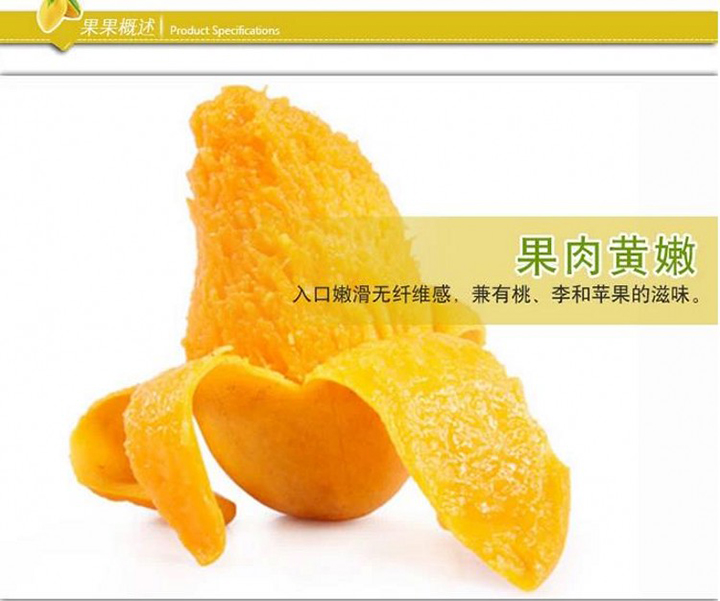 果果概述 | Product Specifications
果肉黄嫩
入口嫩滑无纤维感，兼有桃、李和苹果的滋味。